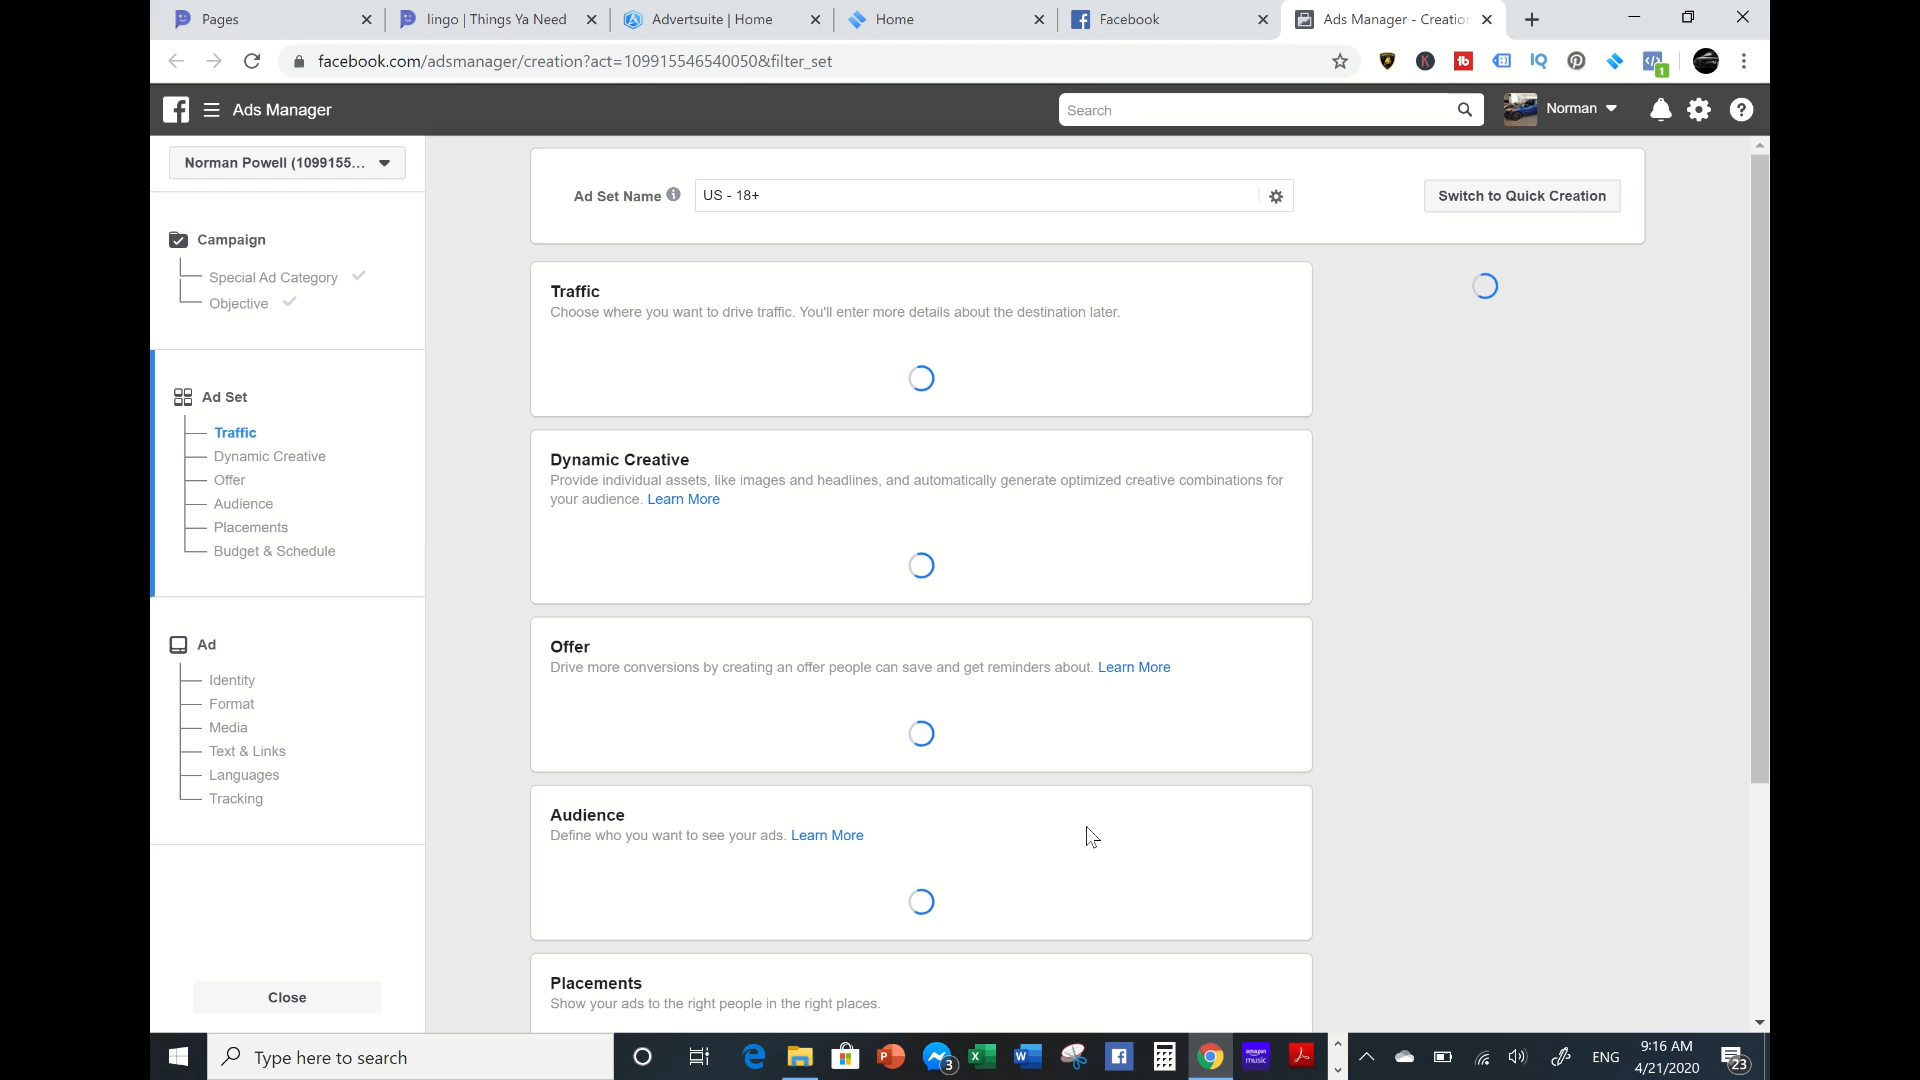 Pages
lingo | Things Ya Need
Advertsuite | Home
Home
Facebook
Ads Manager - Creatio
facebook.com/adsmanager/creation?act=109915546540050&filter_set
1
Ads Manager
Search
Norman
Norman Powell (1099155...
Ad Set Name
US - 18+
Switch to Quick Creation
Campaign
Special Ad Category
Objective
Ad Set
Traffic
Dynamic Creative
Offer
Audience
Placements
Budget & Schedule
Ad
Identity
Format
Media
Text & Links
Languages
Tracking
Close
Traffic
Choose where you want to drive traffic. You'll enter more details about the destination later.
Dynamic Creative
Provide individual assets, like images and headlines, and automatically generate optimized creative combinations for
your audience. Learn More
Offer
Drive more conversions by creating an offer people can save and get reminders about. Learn More
Audience
Define who you want to see your ads. Learn More
Placements
Show your ads to the right people in the right places.
Type here to search
3
amazon music
ENG
9:16 AM
4/21/2020
23